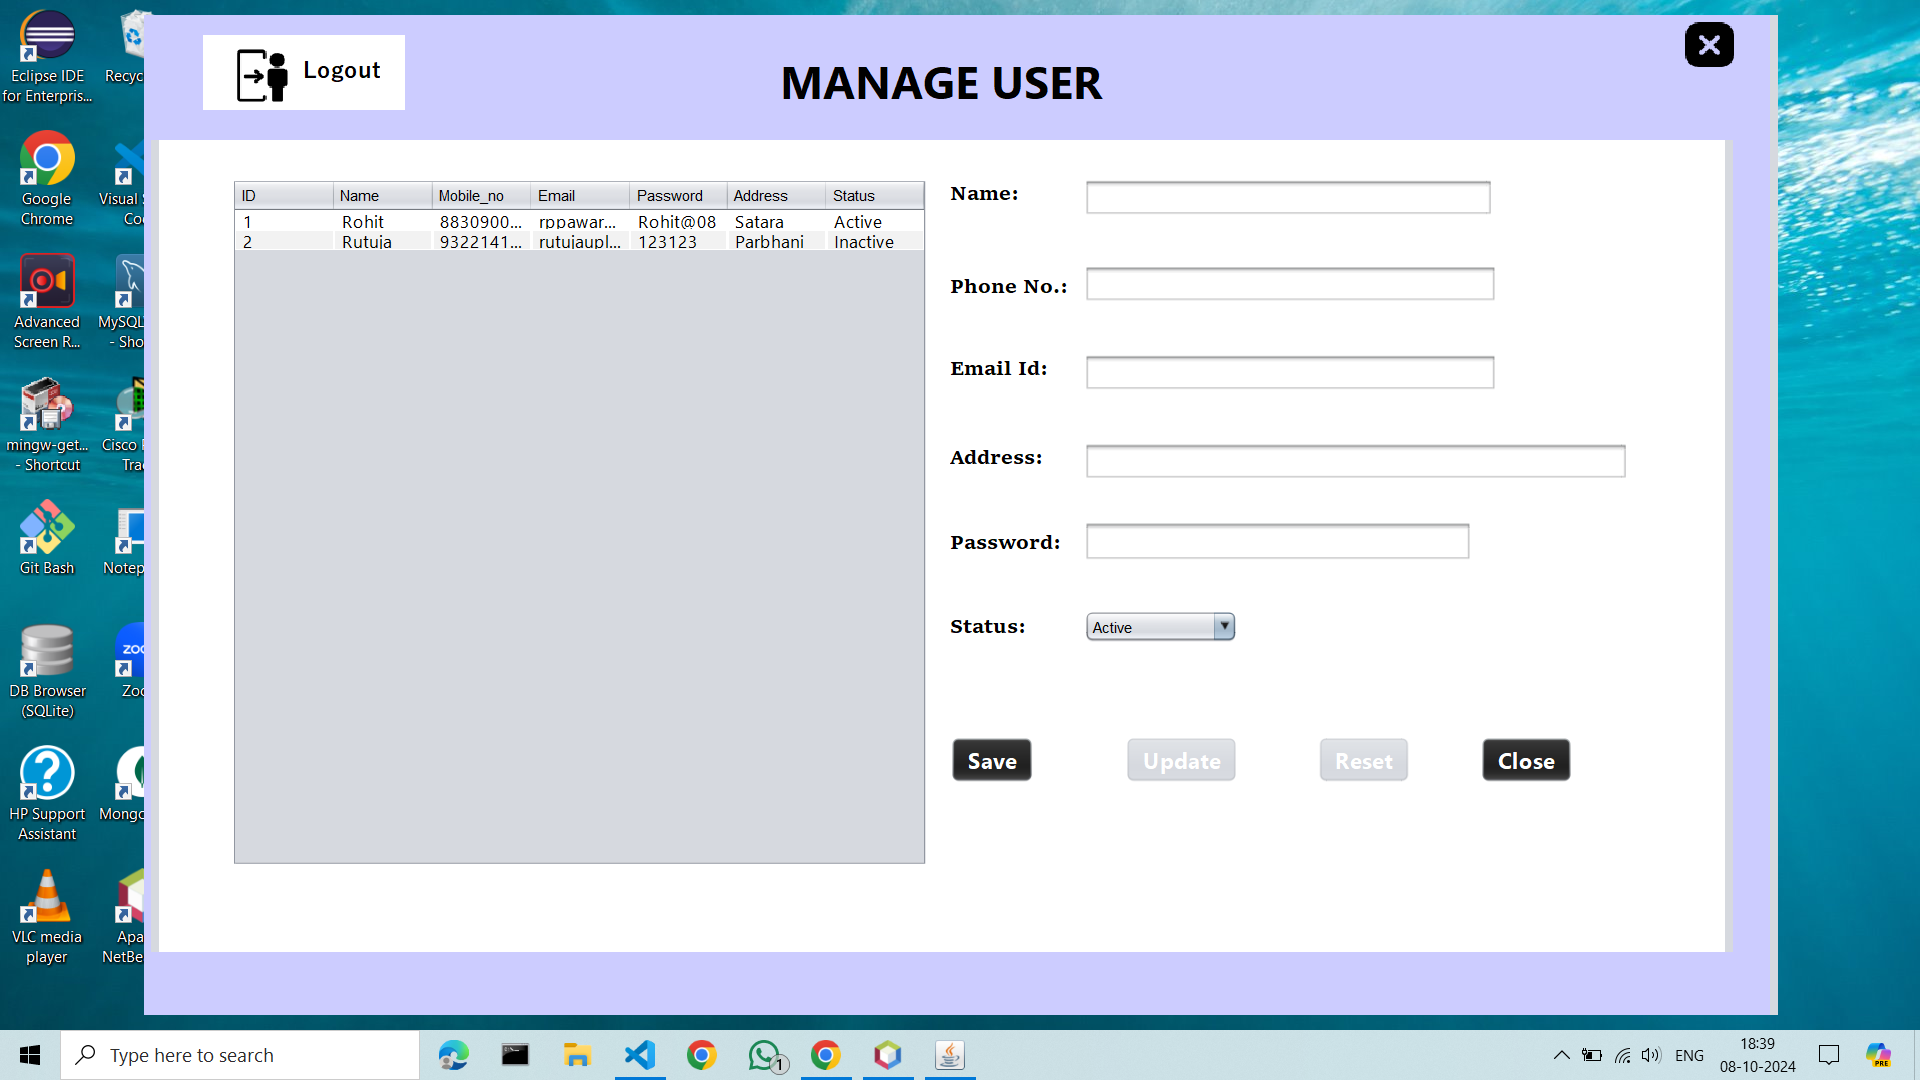 Eclipse IDE
for Enterpris...
Google
Chrome
Advanced
Screen R...
mingw-get...
- Shortcut
Git Bash
DB Browser
(SQLite)
HP Support
Assistant
VLC media
player
Recyc
Visual S
Co
MySQL
- Sho
Cisco
Tra
Notep
zoo
Zoo
Mongo
Apa
NetBe
Logout
MANAGE USER
ID Name Mobile_no Email Password Address Status
1 Rohit 8830900... rppawar... Rohit@08 Satara Active
2 Rutuja 9322141... rutujaupl... 123123 Parbhani Inactive
Name:
Phone No.:
Email Id:
Address:
Password:
Status: Active
Save Update Reset Close
Type here to search
1
ENG
18:39
08-10-2024
PRE